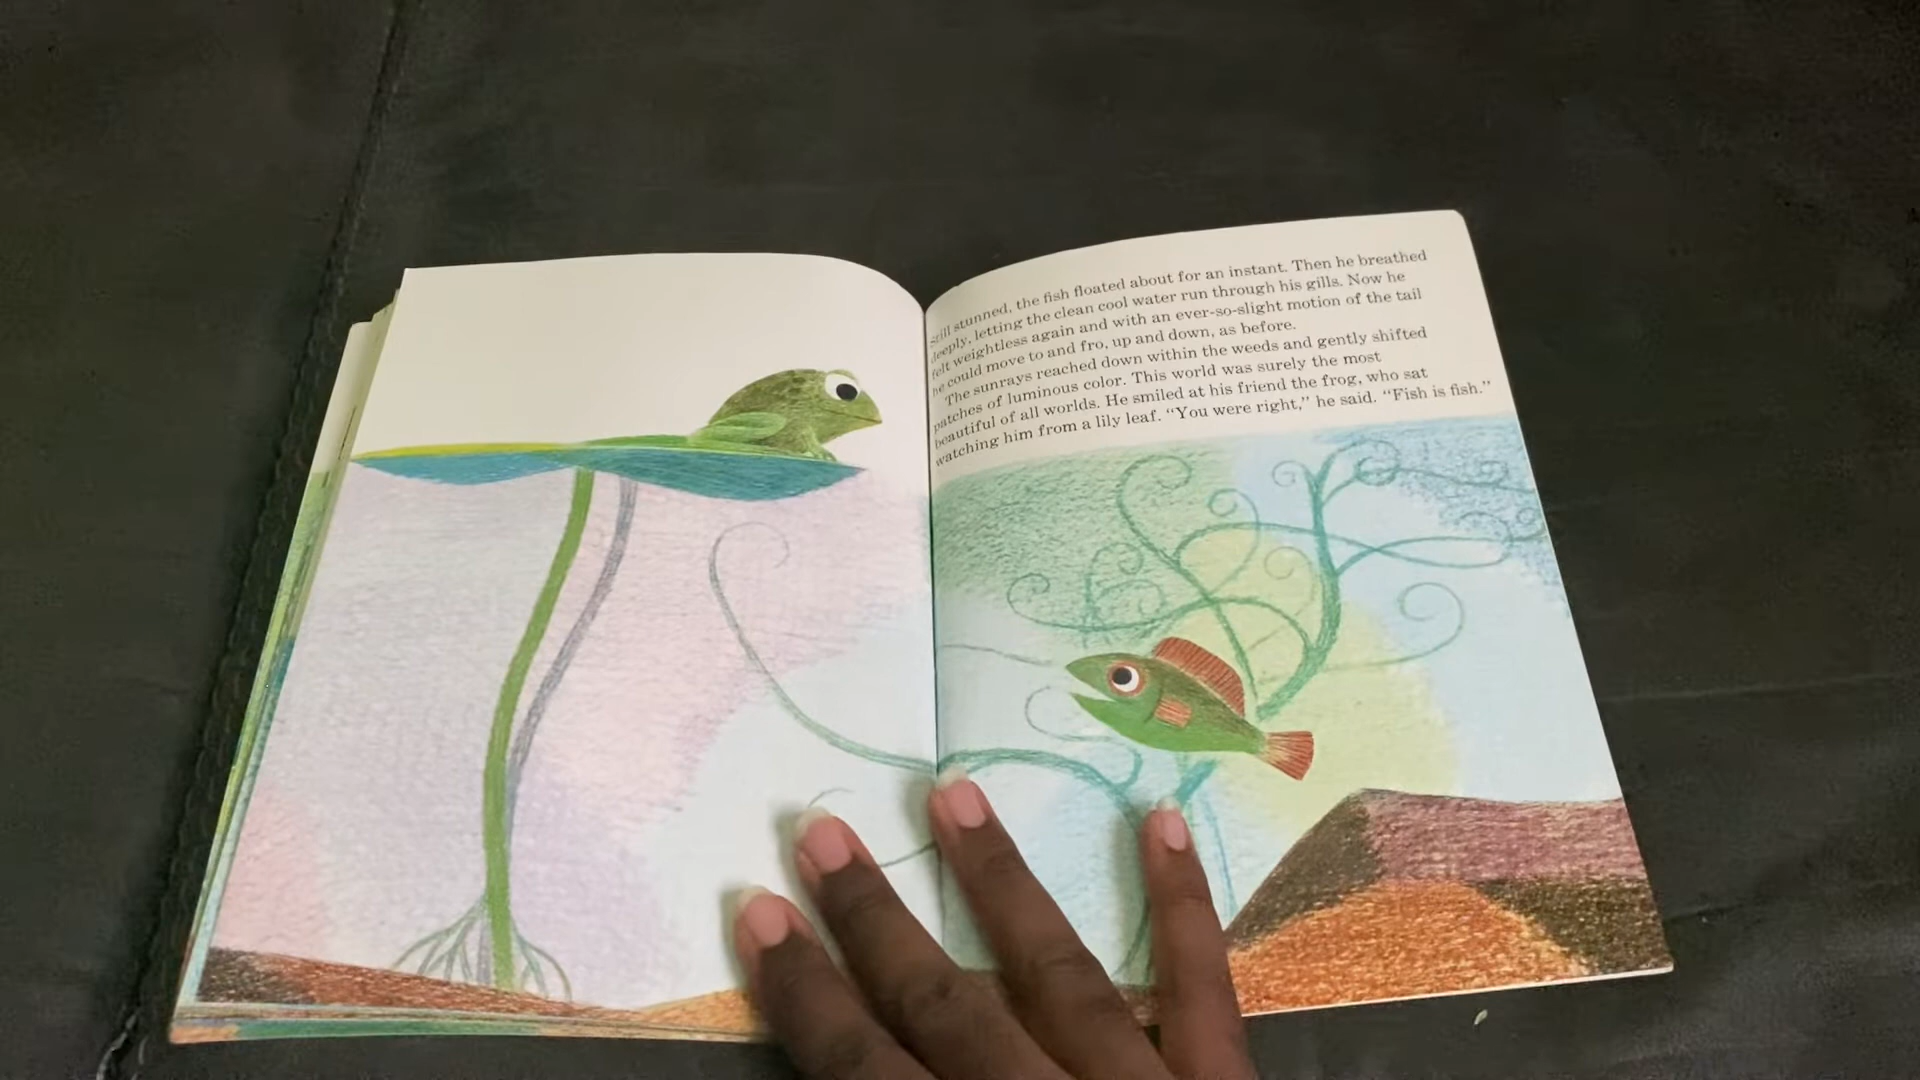 Still stunned, the fish floated about for an instant. Then he breathed
deeply, letting the clean cool water run through his gills. Now he
felt weightless again and with an ever-so-slight motion of the tail
he could move to and fro, up and down, as before.
The sunrays reached down within the weeds and gently shifted
patches of luminous color. This world was surely the most
beautiful of all worlds. He smiled at his friend the frog, who sat
watching him from a lily leaf. “You were right,” he said. “Fish is fish.”